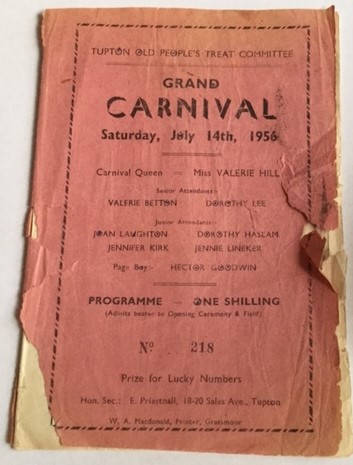 TUPTON OLD PEOPLE'S TREAT COMMITTEE
GRAND
CARNIVAL
Saturday, July 14th, 1956
Carnival Queen — Miss VALERIE HILL
Senior Attendants:-
VALERIE BETTON DOROTHY LEE
Junior Attendants:-
JOAN LAUGHTON DOROTHY HASLAM
JENNIFER KIRK JENNIE LINEKER
Page Boy:- HECTOR GOODWIN
PROGRAMME — ONE SHILLING
(Admits bearer to Opening Ceremony & Field)
No. 218
Prize for Lucky Numbers
Hon. Sec: E. Priestnall, 18-20 Sales Ave., Tupton
W. A. Macdonald, Printer, Grassmoor